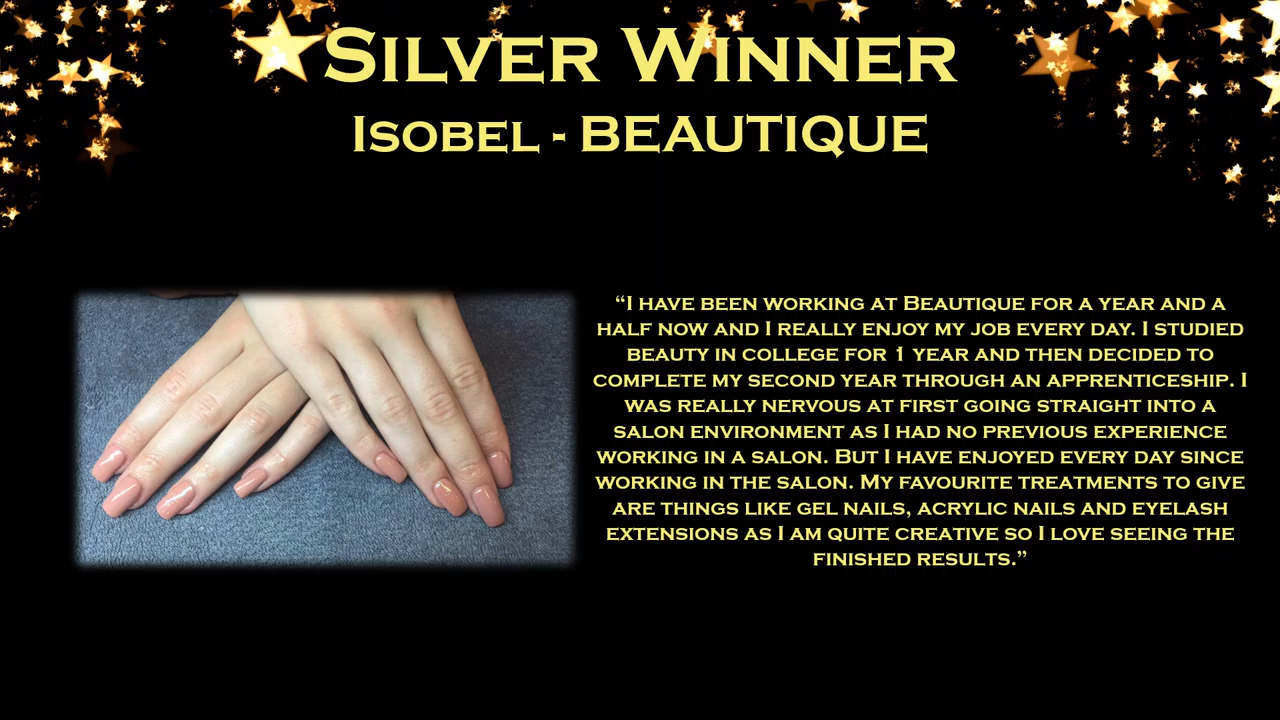 Silver Winner
Isobel - BEAUTIQUE
“I have been working at Beautique for a year and a
half now and I really enjoy my job every day. I studied
beauty in college for 1 year and then decided to
complete my second year through an apprenticeship. I
was really nervous at first going straight into a
salon environment as I had no previous experience
working in a salon. But I have enjoyed every day since
working in the salon. My favourite treatments to give
are things like gel nails, acrylic nails and eyelash
extensions as I am quite creative so I love seeing the
finished results.”